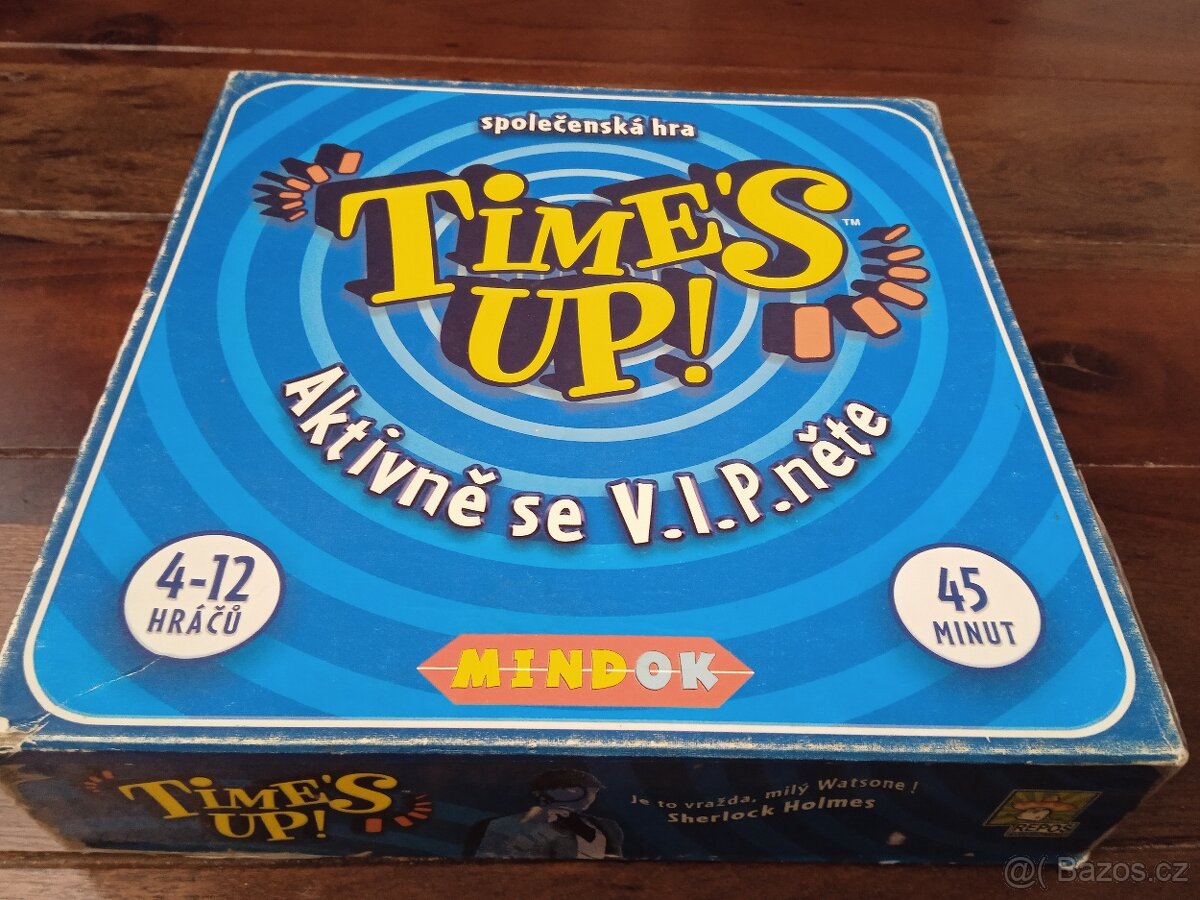 společenská hra
TIME'S
UP!
TM
Aktivně se V.I.P.něte
4-12
HRÁČŮ
45
MINUT
MINDOK
TIME'S
UP!
Je to vražda, milý Watsone!
Sherlock Holmes
REPOS
@( Bazos.cz